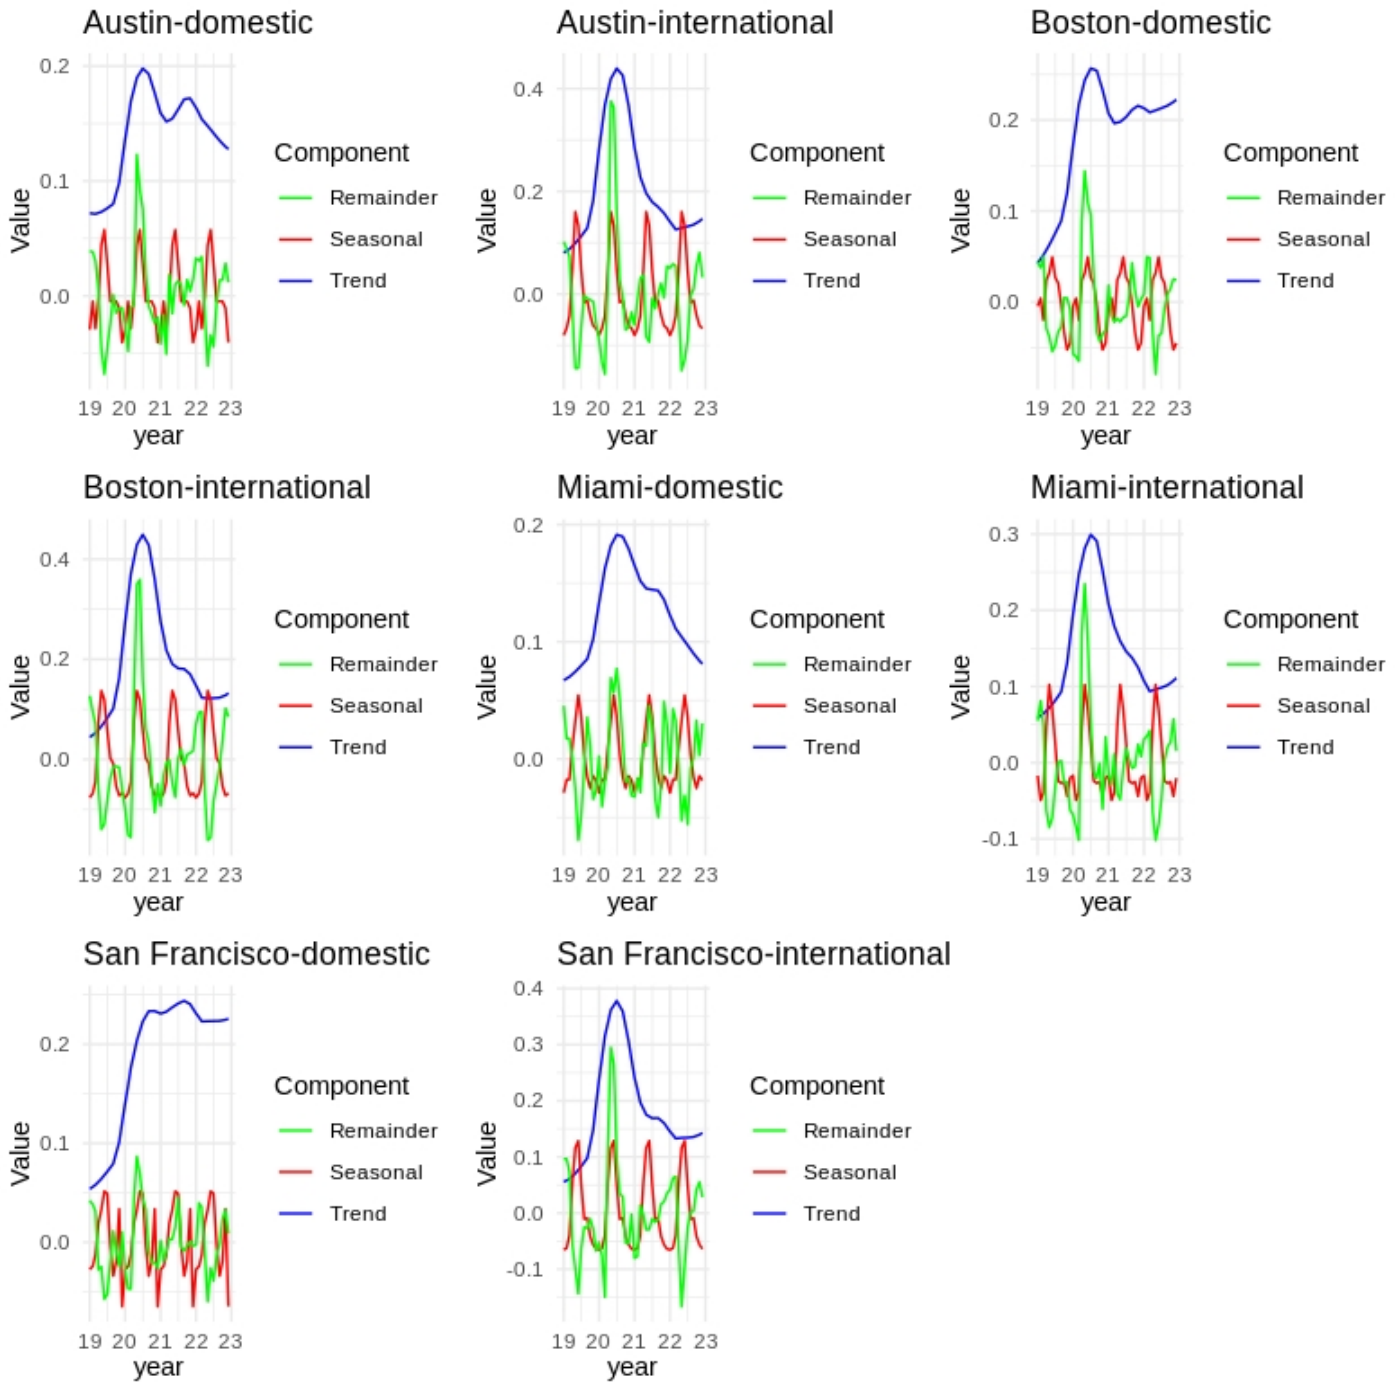 Austin-domestic
0.2
0.1
0.0
Value
19 20 21 22 23
year
Component
Remainder
Seasonal
Trend
Austin-international
0.4
0.2
0.0
Value
19 20 21 22 23
year
Component
Remainder
Seasonal
Trend
Boston-domestic
0.2
0.1
0.0
Value
19 20 21 22 23
year
Component
Remainder
Seasonal
Trend
Boston-international
0.4
0.2
0.0
Value
19 20 21 22 23
year
Component
Remainder
Seasonal
Trend
Miami-domestic
0.2
0.1
0.0
Value
19 20 21 22 23
year
Component
Remainder
Seasonal
Trend
Miami-international
0.3
0.2
0.1
0.0
-0.1
Value
19 20 21 22 23
year
Component
Remainder
Seasonal
Trend
San Francisco-domestic
0.2
0.1
0.0
Value
19 20 21 22 23
year
Component
Remainder
Seasonal
Trend
San Francisco-international
0.4
0.3
0.2
0.1
0.0
-0.1
Value
19 20 21 22 23
year
Component
Remainder
Seasonal
Trend